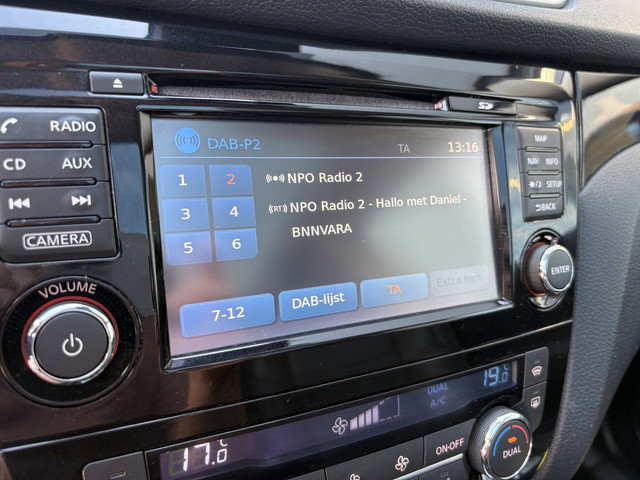 RADIO
CD AUX
CAMERA
VOLUME
DAB-P2 TA 13:16
1 2 NPO Radio 2
3 4 (RT) NPO Radio 2 - Hallo met Daniel -
BNNVARA
5 6
7-12 DAB-lijst TA Extra kan.
SD
MAP
NAV INFO
SETUP
BACK
ENTER
17.0°C
DUAL 19.0°C
A/C
ON-OFF
DUAL